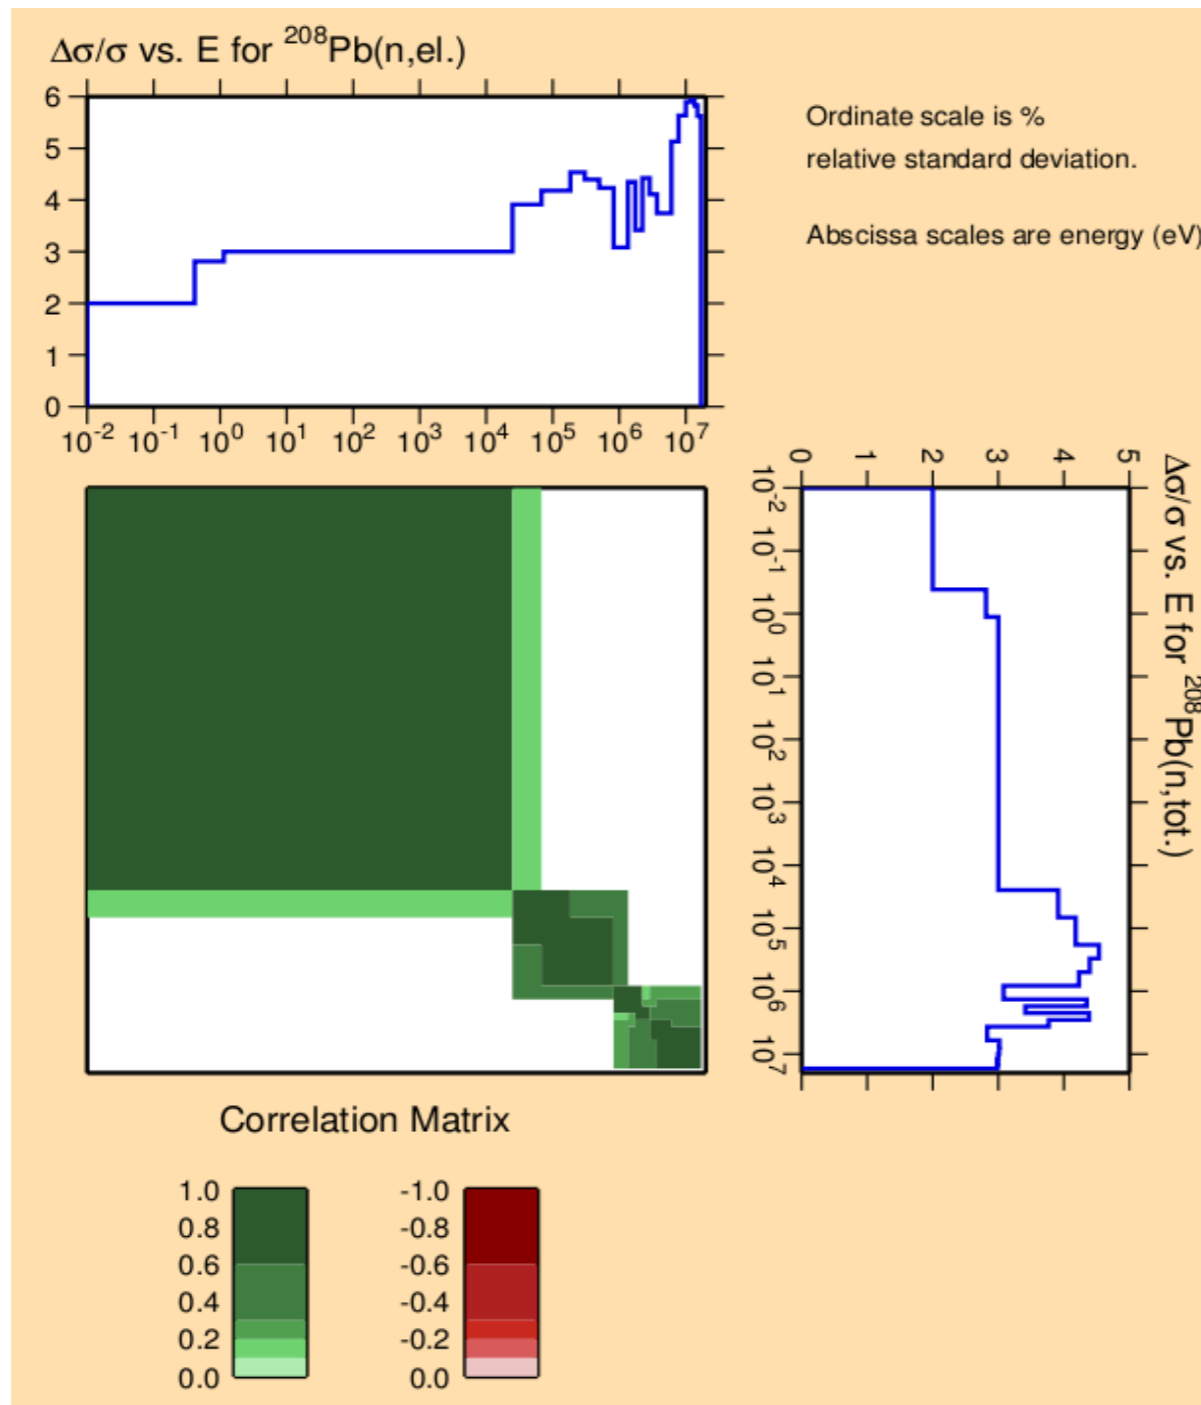 Δσ/σ vs. E for ²⁰⁸Pb(n,el.)
6
5
4
3
2
1
0
10⁻² 10⁻¹ 10⁰ 10¹ 10² 10³ 10⁴ 10⁵ 10⁶ 10⁷
Ordinate scale is %
relative standard deviation.
Abscissa scales are energy (eV)
Δσ/σ vs. E for ²⁰⁸Pb(n,tot.)
0 1 2 3 4 5
10⁻² 10⁻¹ 10⁰ 10¹ 10² 10³ 10⁴ 10⁵ 10⁶ 10⁷
Correlation Matrix
1.0 -1.0
0.8 -0.8
0.6 -0.6
0.4 -0.4
0.2 -0.2
0.0 0.0